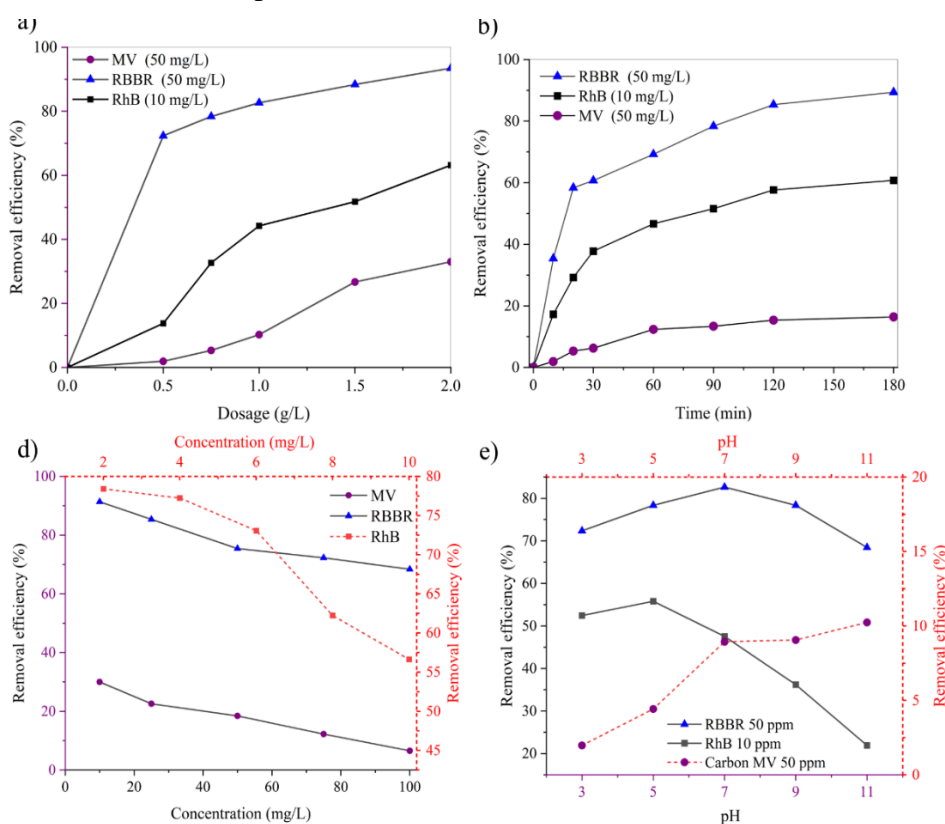 a)
MV (50 mg/L)
RBBR (50 mg/L)
RhB (10 mg/L)
Removal efficiency (%)
100
80
60
40
20
0
0.0 0.5 1.0 1.5 2.0
Dosage (g/L)
b)
RBBR (50 mg/L)
RhB (10 mg/L)
MV (50 mg/L)
Removal efficiency (%)
100
80
60
40
20
0
0 30 60 90 120 150 180
Time (min)
d)
Concentration (mg/L)
2 4 6 8 10
MV
RBBR
RhB
Removal efficiency (%)
100
80
60
40
20
0
80
75
70
65
60
55
50
45
Removal efficiency (%)
0 20 40 60 80 100
Concentration (mg/L)
e)
pH
3 5 7 9 11
Removal efficiency (%)
80
70
60
50
40
30
20
20
15
10
5
0
Removal efficiency (%)
RBBR 50 ppm
RhB 10 ppm
Carbon MV 50 ppm
3 5 7 9 11
pH